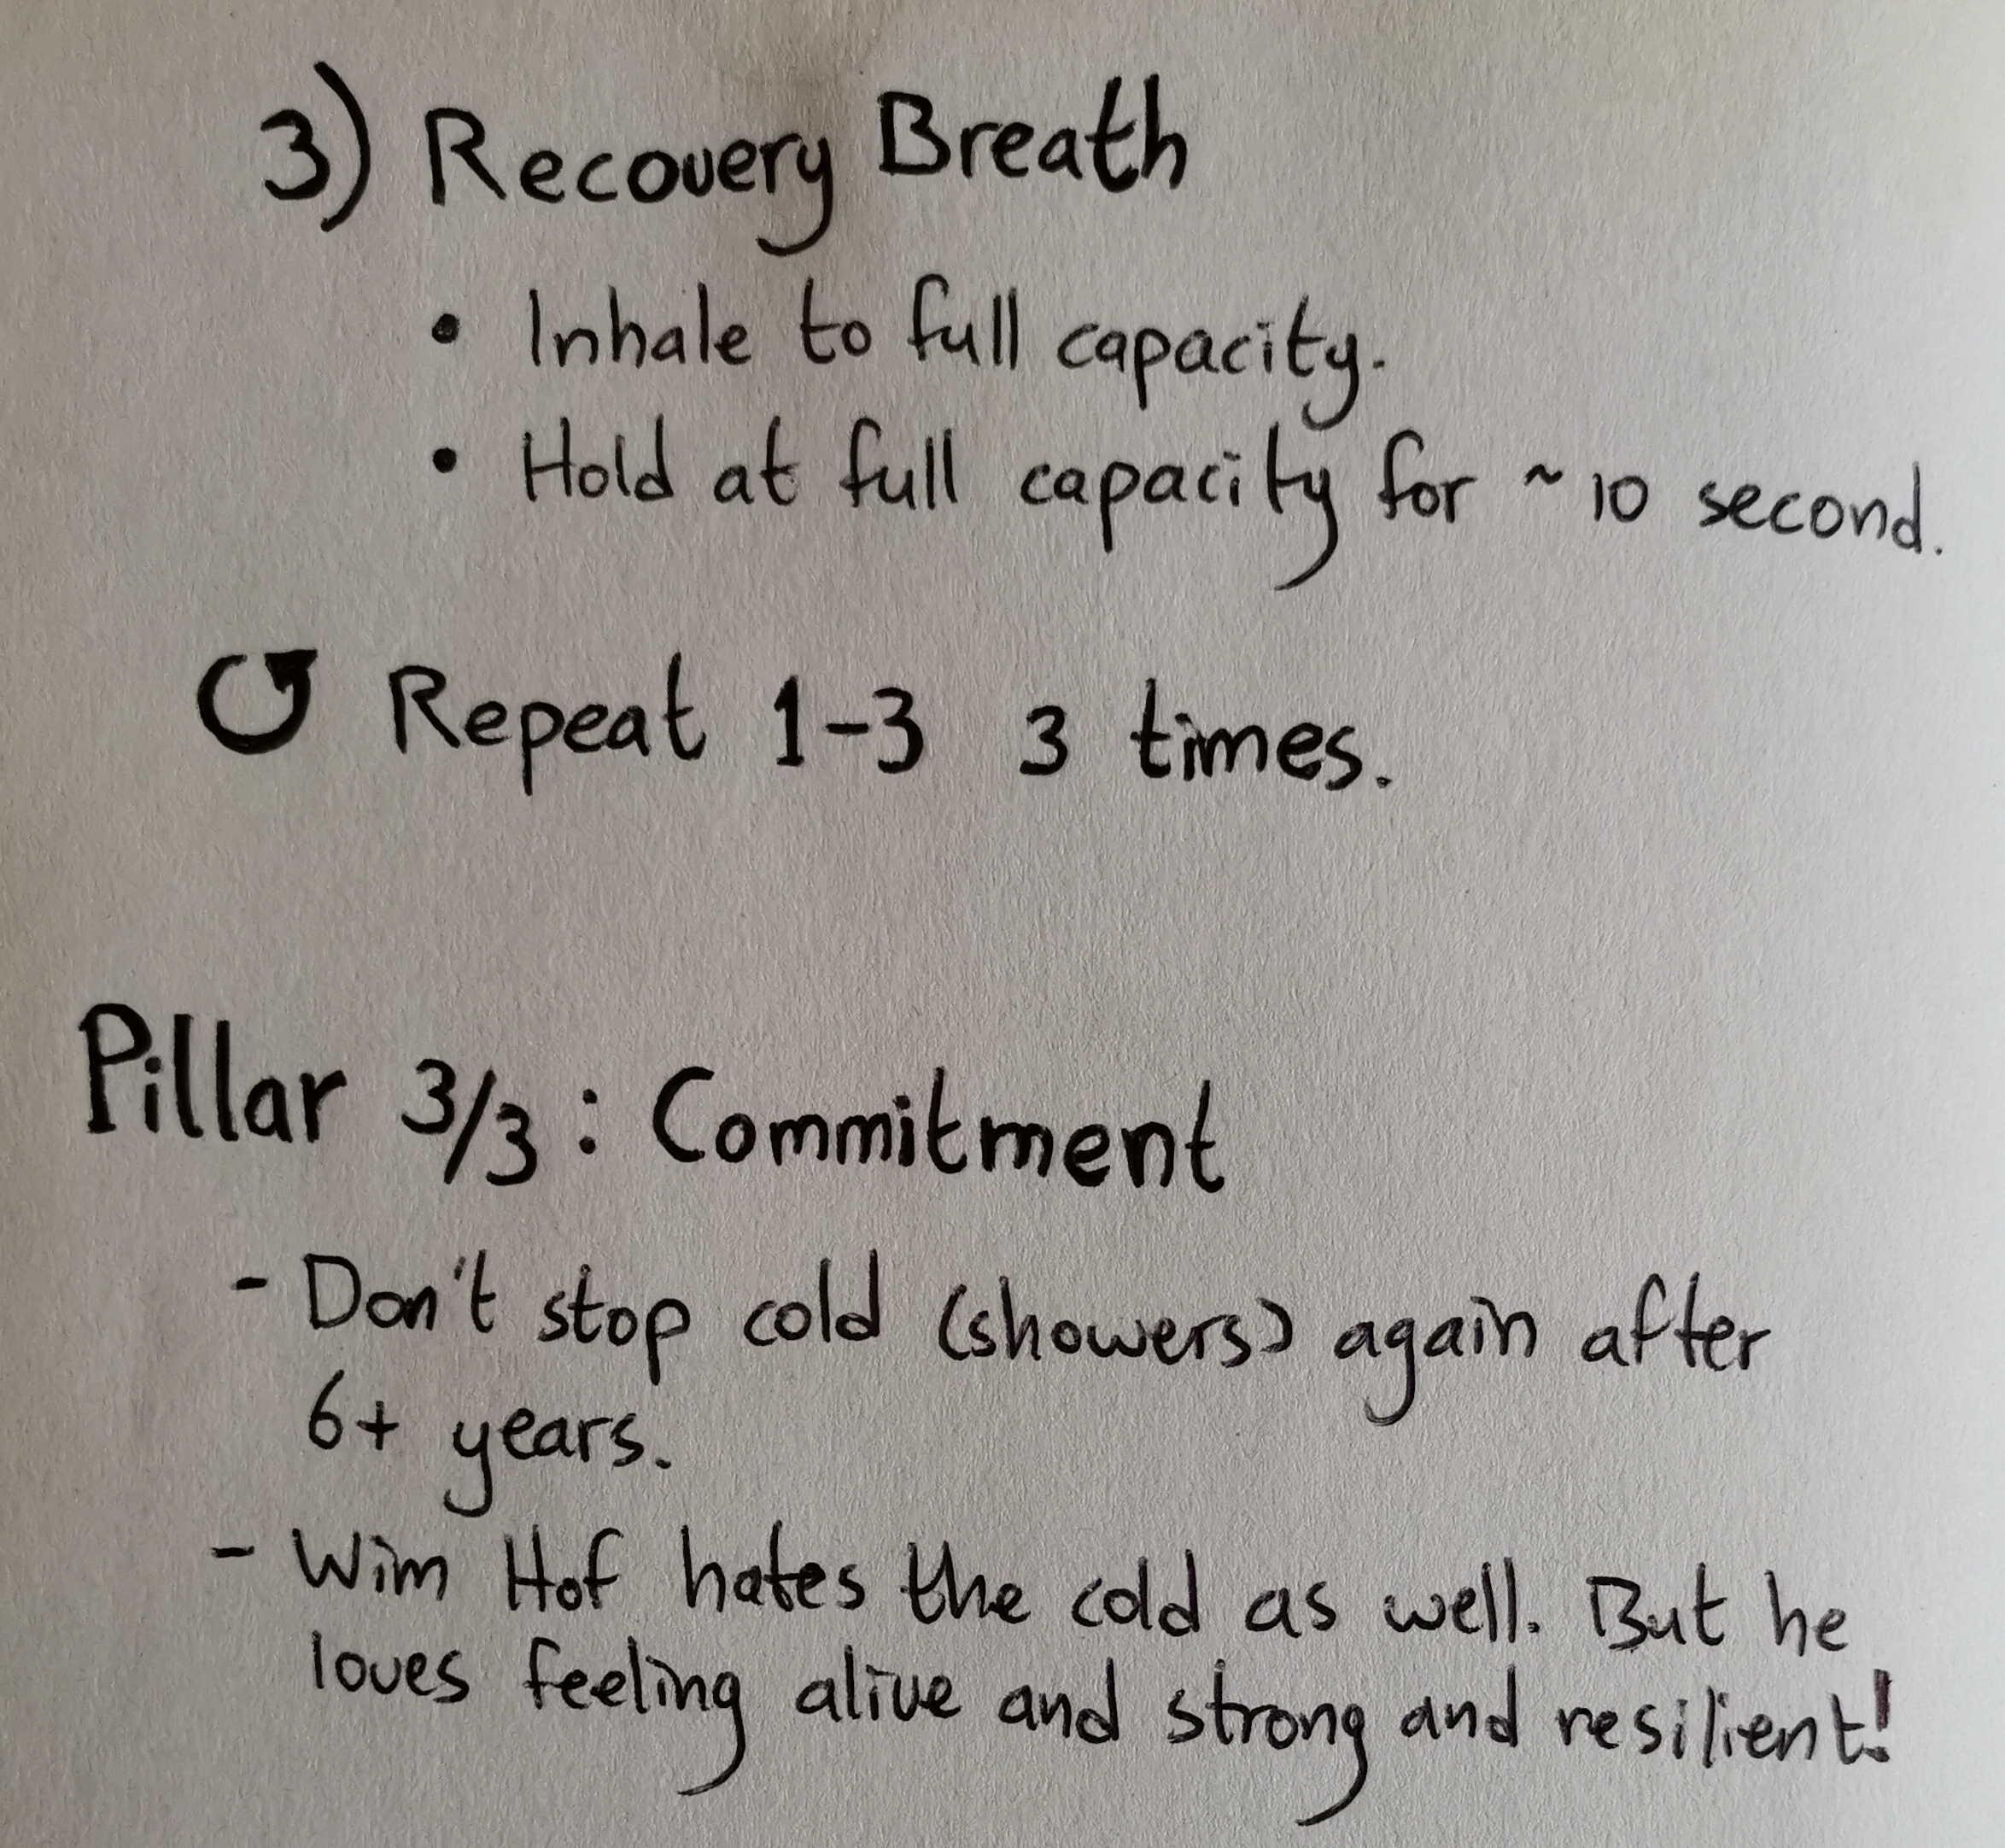 3) Recovery Breath
• Inhale to full capacity.
• Hold at full capacity for ~ 10 second.
↺ Repeat 1-3 3 times.
Pillar 3/3: Commitment
- Don't stop cold (showers) again after
6+ years.
- Wim Hof hates the cold as well. But he
loves feeling alive and strong and resilient!